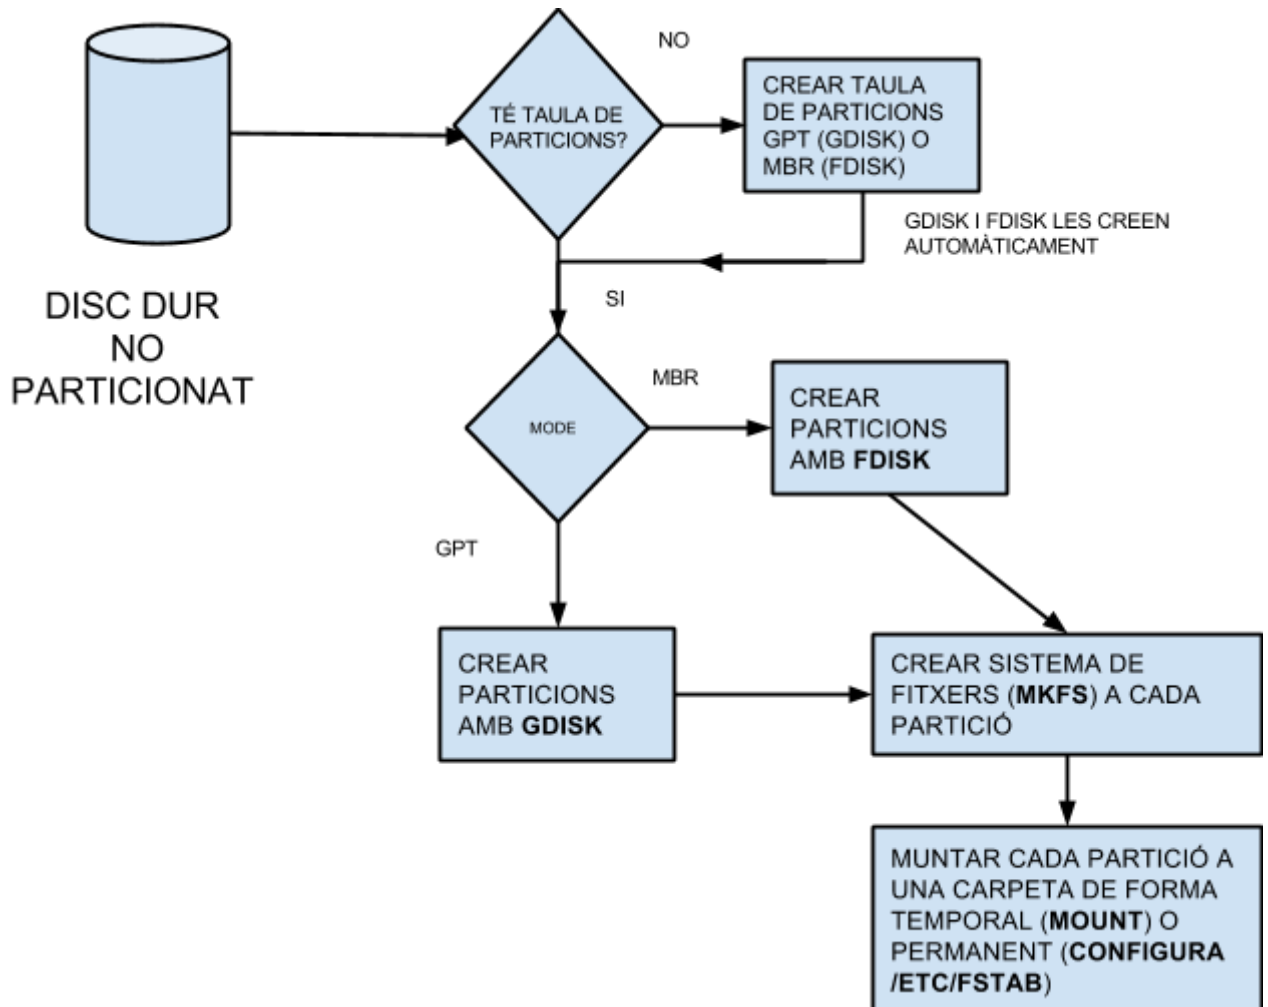 DISC DUR
NO
PARTICIONAT
TÉ TAULA DE
PARTICIONS?
NO
CREAR TAULA
DE PARTICIONS
GPT (GDISK) O
MBR (FDISK)
GDISK I FDISK LES CREEN
AUTOMÀTICAMENT
SI
MODE
MBR
CREAR
PARTICIONS
AMB FDISK
GPT
CREAR
PARTICIONS
AMB GDISK
CREAR SISTEMA DE
FITXERS (MKFS) A CADA
PARTICIÓ
MUNTAR CADA PARTICIÓ A
UNA CARPETA DE FORMA
TEMPORAL (MOUNT) O
PERMANENT (CONFIGURA
/ETC/FSTAB)